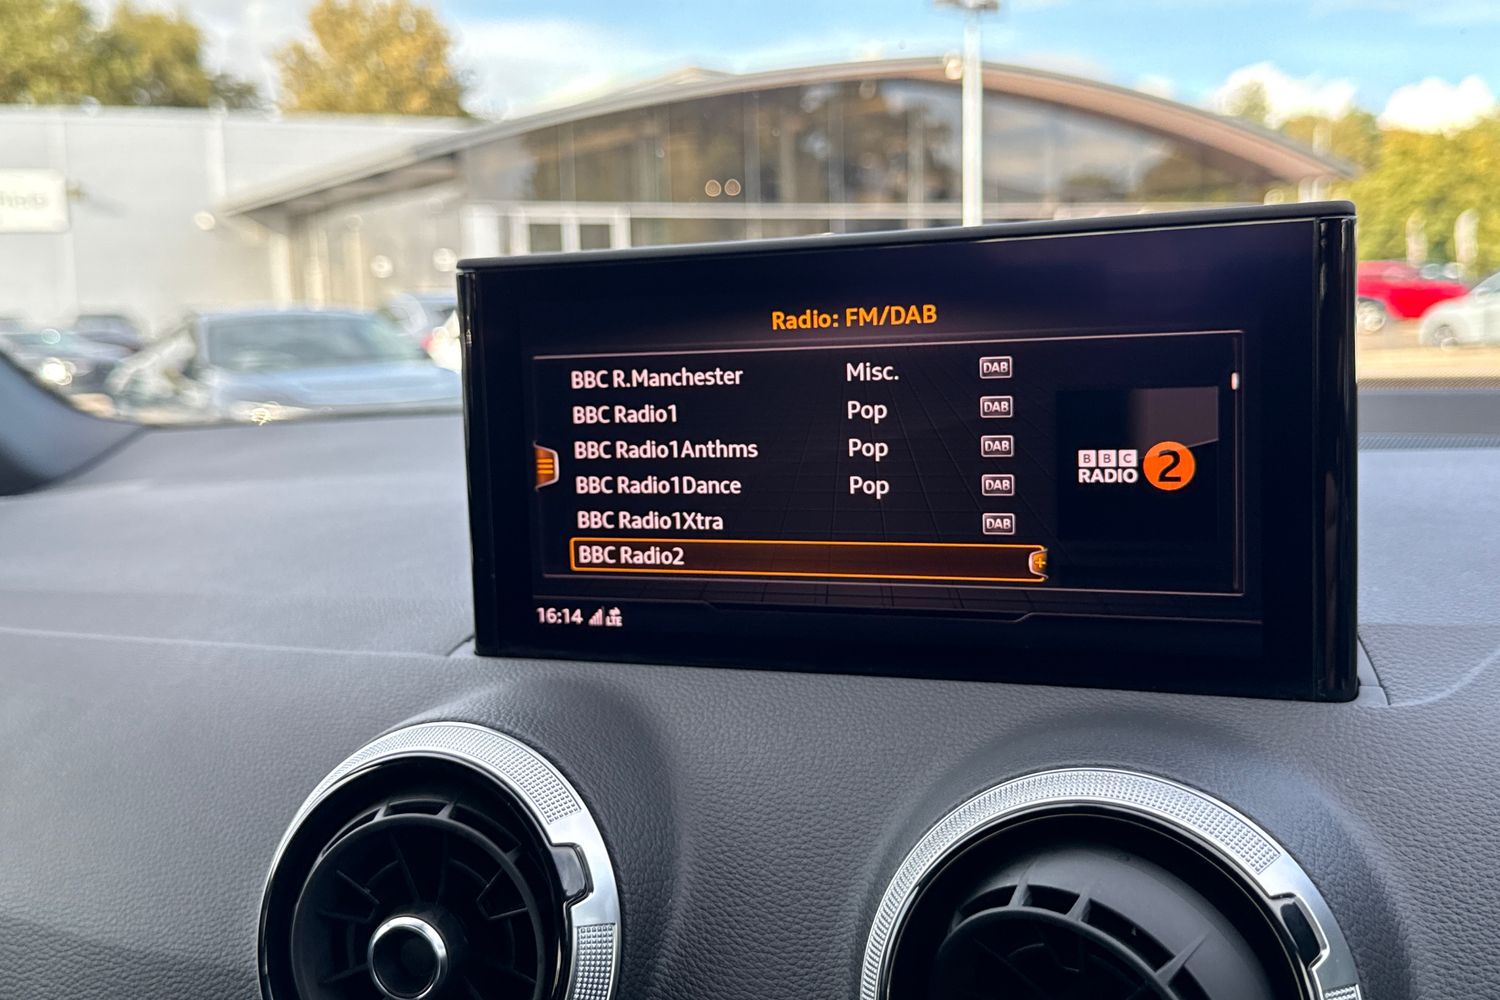 Radio: FM/DAB
BBC R.Manchester Misc. DAB
BBC Radio1 Pop DAB
BBC Radio1Anthms Pop DAB
BBC Radio1Dance Pop DAB
BBC Radio1Xtra DAB
BBC Radio2
BBC
RADIO 2
16:14 LTE